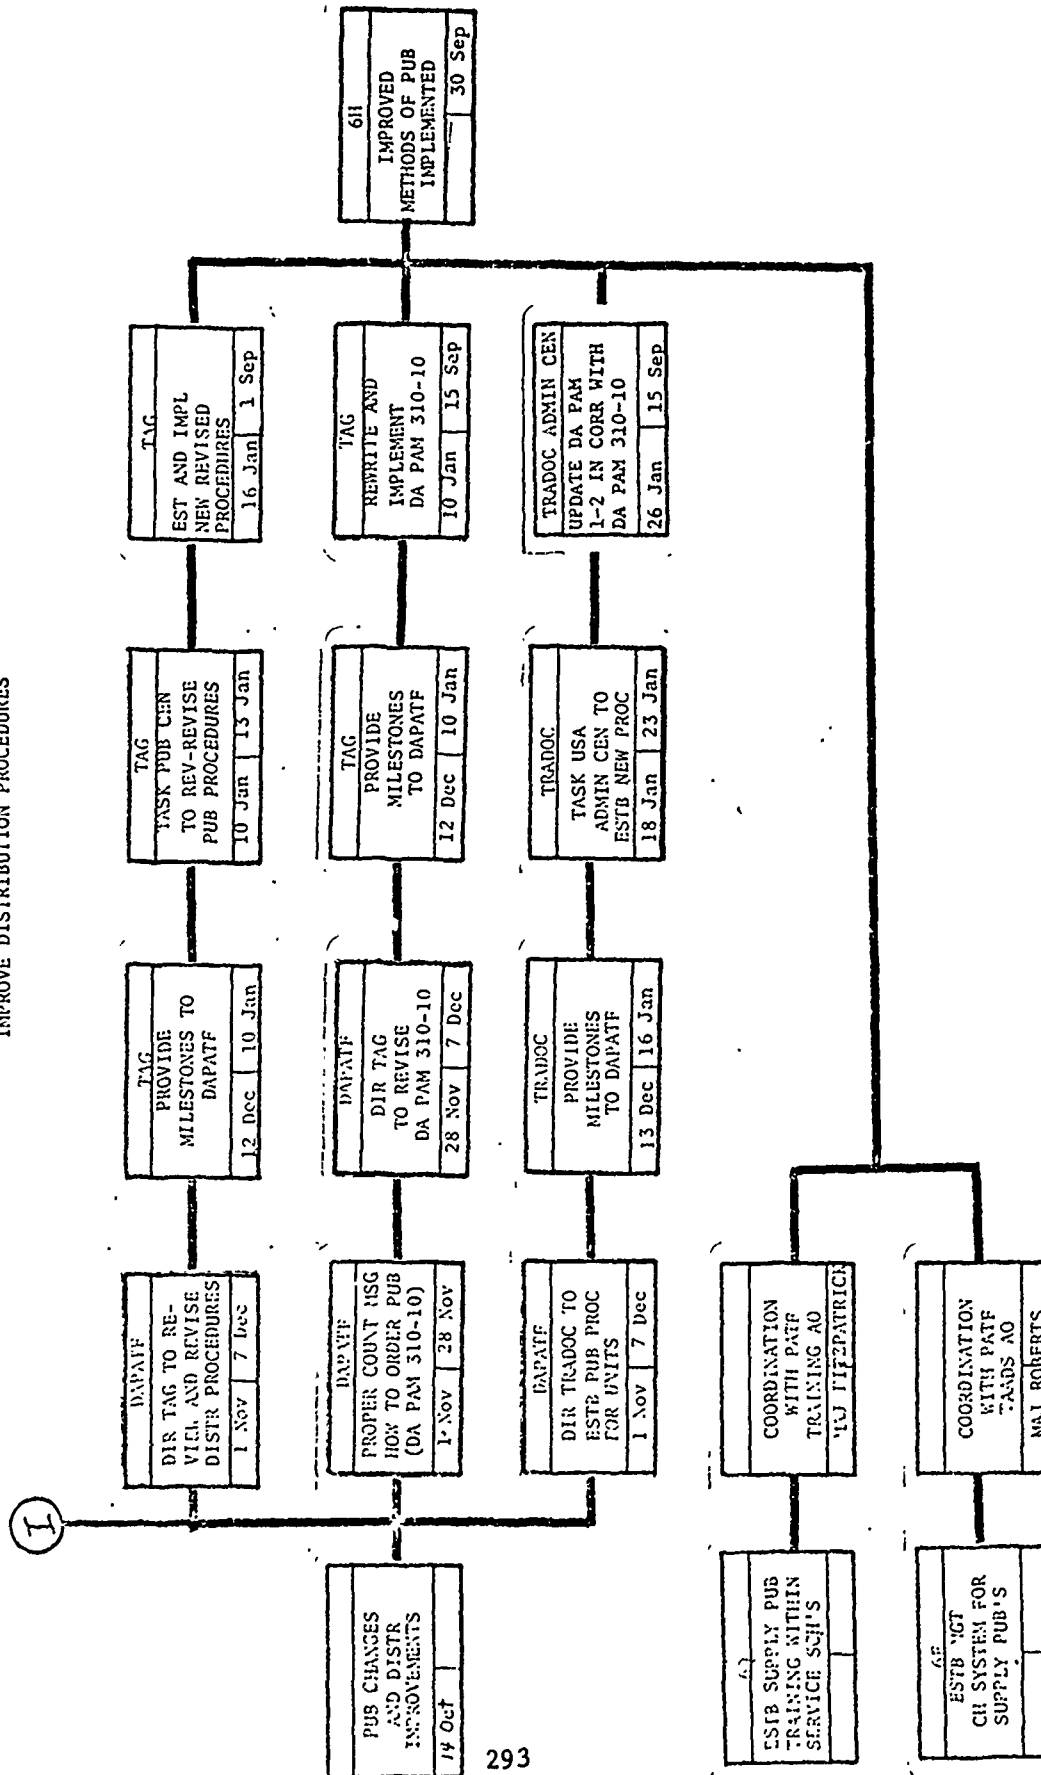 IMPROVE DISTRIBUTION PROCEDURES
I
PUB CHANGES
AND DISTR
IMPROVEMENTS
14 Oct
DAPATF
DIR TAG TO RE-
VIEW AND REVISE
DISTR PROCEDURES
1 Nov 7 Dec
TAG
PROVIDE
MILESTONES TO
DAPATF
12 Dec 10 Jan
TAG
TASK PUB CEN
TO REV-REVISE
PUB PROCEDURES
10 Jan 13 Jan
TAG
EST AND IMPL
NEW REVISED
PROCEDURES
16 Jan 1 Sep
DAPATF
PROPER COUNT MSG
HOW TO ORDER PUB
(DA PAM 310-10)
1 Nov 28 Nov
DAPATF
DIR TAG
TO REVISE
DA PAM 310-10
28 Nov 7 Dec
TAG
PROVIDE
MILESTONES
TO DAPATF
12 Dec 10 Jan
TAG
REWRITE AND
IMPLEMENT
DA PAM 310-10
10 Jan 15 Sep
DAPATF
DIR TRADOC TO
ESTB PUB PROC
FOR UNITS
1 Nov 7 Dec
TRADOC
PROVIDE
MILESTONES
TO DAPATF
13 Dec 16 Jan
TRADOC
TASK USA
ADMIN CEN TO
ESTB NEW PROC
18 Jan 23 Jan
TRADOC ADMIN CEN
UPDATE DA PAM
1-2 IN CORR WITH
DA PAM 310-10
26 Jan 15 Sep
6H
IMPROVED
METHODS OF PUB
IMPLEMENTED
30 Sep
ESTB SUPPLY PUB
TRAINING WITHIN
SERVICE SCH'S
COORDINATION
WITH PATF
TRAINING AO
MAJ FITZPATRICK
ESTB MGT
CH SYSTEM FOR
SUPPLY PUB'S
COORDINATION
WITH PATF
TAADS AO
MAJ ROBERTS
293